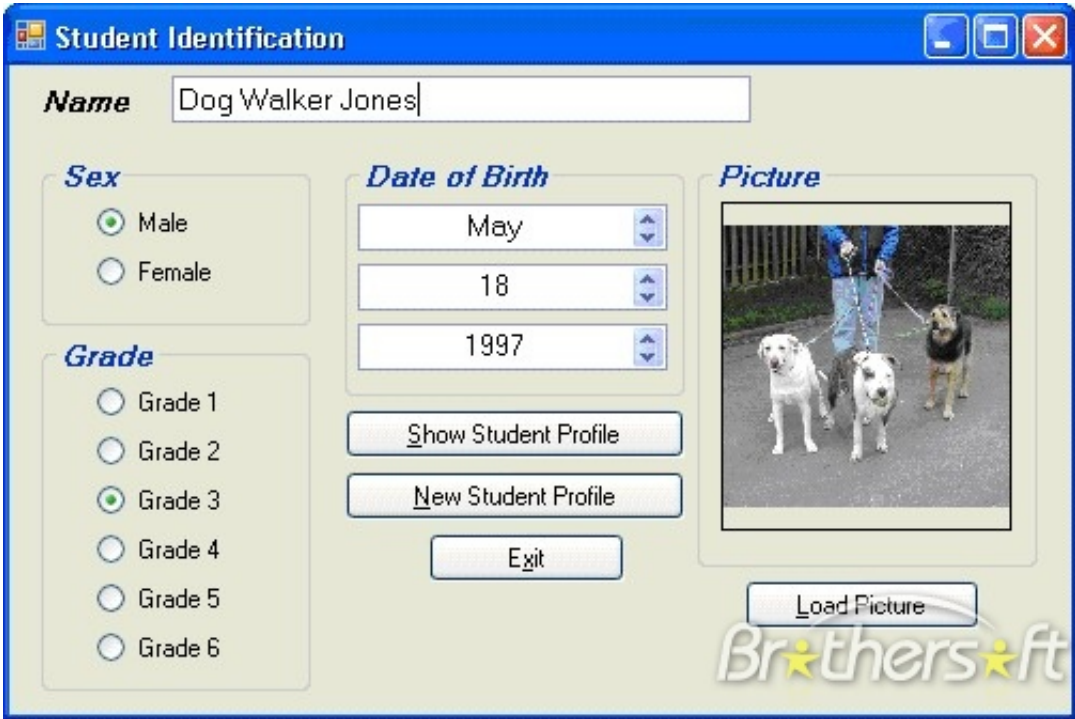 Student Identification
Name Dog Walker Jones
Sex
Male
Female
Grade
Grade 1
Grade 2
Grade 3
Grade 4
Grade 5
Grade 6
Date of Birth
May
18
1997
Show Student Profile
New Student Profile
Exit
Picture
Load Picture
Brothersoft